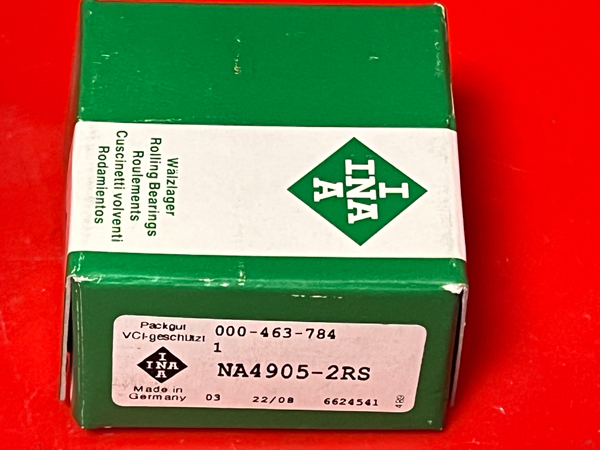 Wälzlager
Rolling Bearings
Roulements
Cuscinetti volventi
Rodamientos
I
INA
A
Packgut
VCI-geschützt
000-463-784
1
I
INA
A
NA4905-2RS
Made in
Germany
03 22/08 6624541